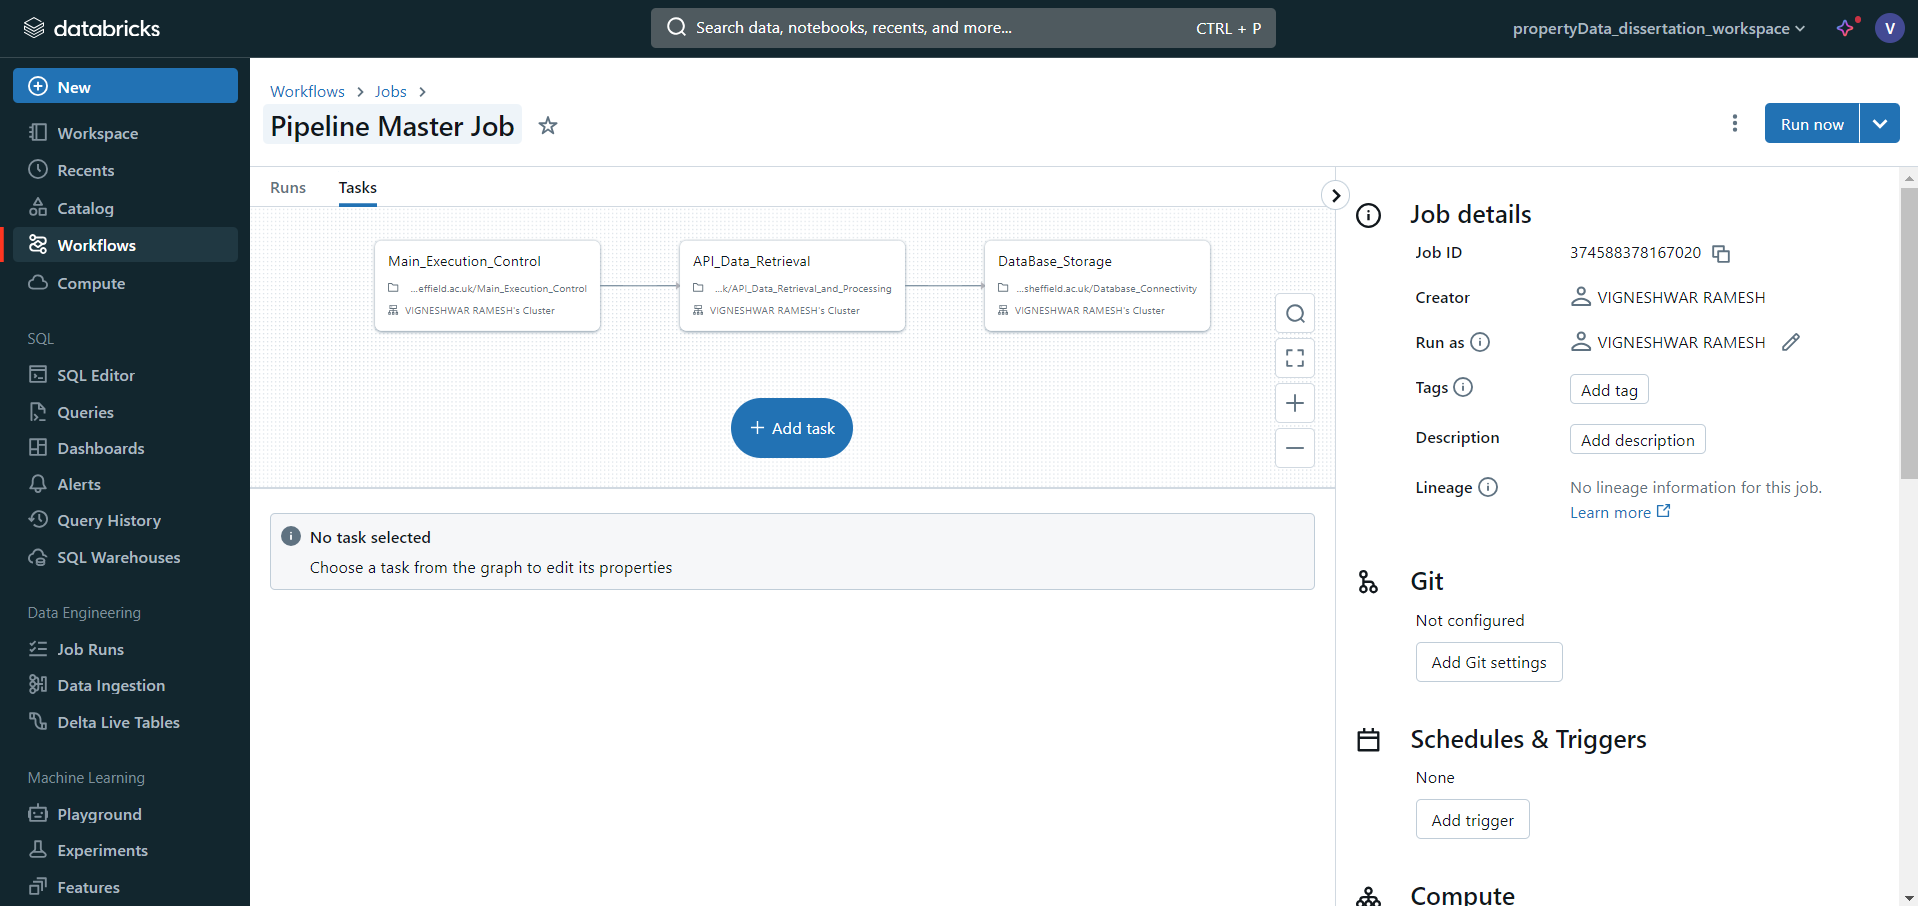 databricks
Search data, notebooks, recents, and more...
CTRL + P
propertyData_dissertation_workspace
V
New
Workspace
Recents
Catalog
Workflows
Compute
SQL
SQL Editor
Queries
Dashboards
Alerts
Query History
SQL Warehouses
Data Engineering
Job Runs
Data Ingestion
Delta Live Tables
Machine Learning
Playground
Experiments
Features
Workflows > Jobs >
Pipeline Master Job
Run now
Runs
Tasks
Main_Execution_Control
...effield.ac.uk/Main_Execution_Control
VIGNESHWAR RAMESH's Cluster
API_Data_Retrieval
...k/API_Data_Retrieval_and_Processing
VIGNESHWAR RAMESH's Cluster
DataBase_Storage
...sheffield.ac.uk/Database_Connectivity
VIGNESHWAR RAMESH's Cluster
+ Add task
No task selected
Choose a task from the graph to edit its properties
Job details
Job ID
374588378167020
Creator
VIGNESHWAR RAMESH
Run as
VIGNESHWAR RAMESH
Tags
Add tag
Description
Add description
Lineage
No lineage information for this job.
Learn more
Git
Not configured
Add Git settings
Schedules & Triggers
None
Add trigger
Compute